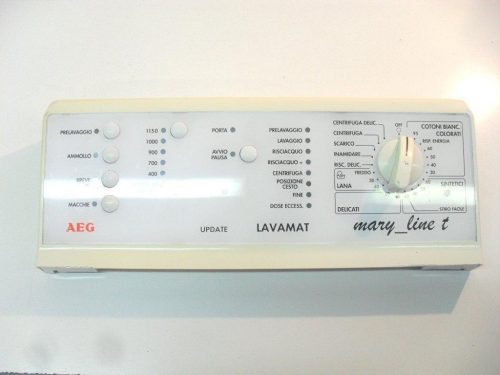 PRELAVAGGIO
AMMOLLO
BREVE
MACCHIE
AEG
1150
1000
900
700
400
UPDATE
PORTA
AVVIO
PAUSA
LAVAMAT
PRELAVAGGIO
LAVAGGIO
RISCIACQUO
RISCIACQUO +
CENTRIFUGA
POSIZIONE
CESTO
FINE
DOSE ECCESS.
CENTRIFUGA DELIC.
CENTRIFUGA
SCARICO
INAMIDARE
RISC. DELIC.
FREDDO
LANA
DELICATI
OFF
COTONI BIANC.
COLORATI
95
RISP. ENERGIA
60
40
30
SINTETICI
STIRO FACILE
mary_line t